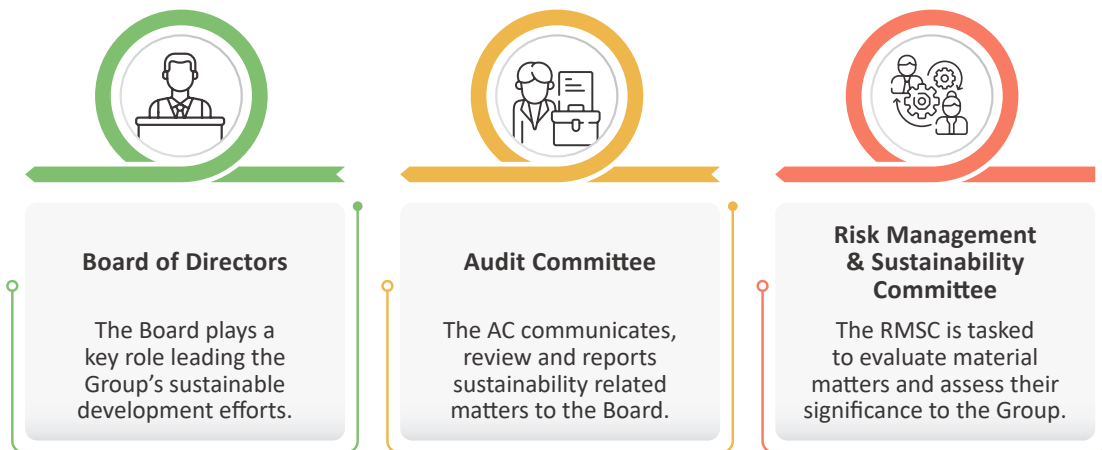 Board of Directors
The Board plays a
key role leading the
Group's sustainable
development efforts.
Audit Committee
The AC communicates,
review and reports
sustainability related
matters to the Board.
Risk Management
& Sustainability
Committee
The RMSC is tasked
to evaluate material
matters and assess their
significance to the Group.